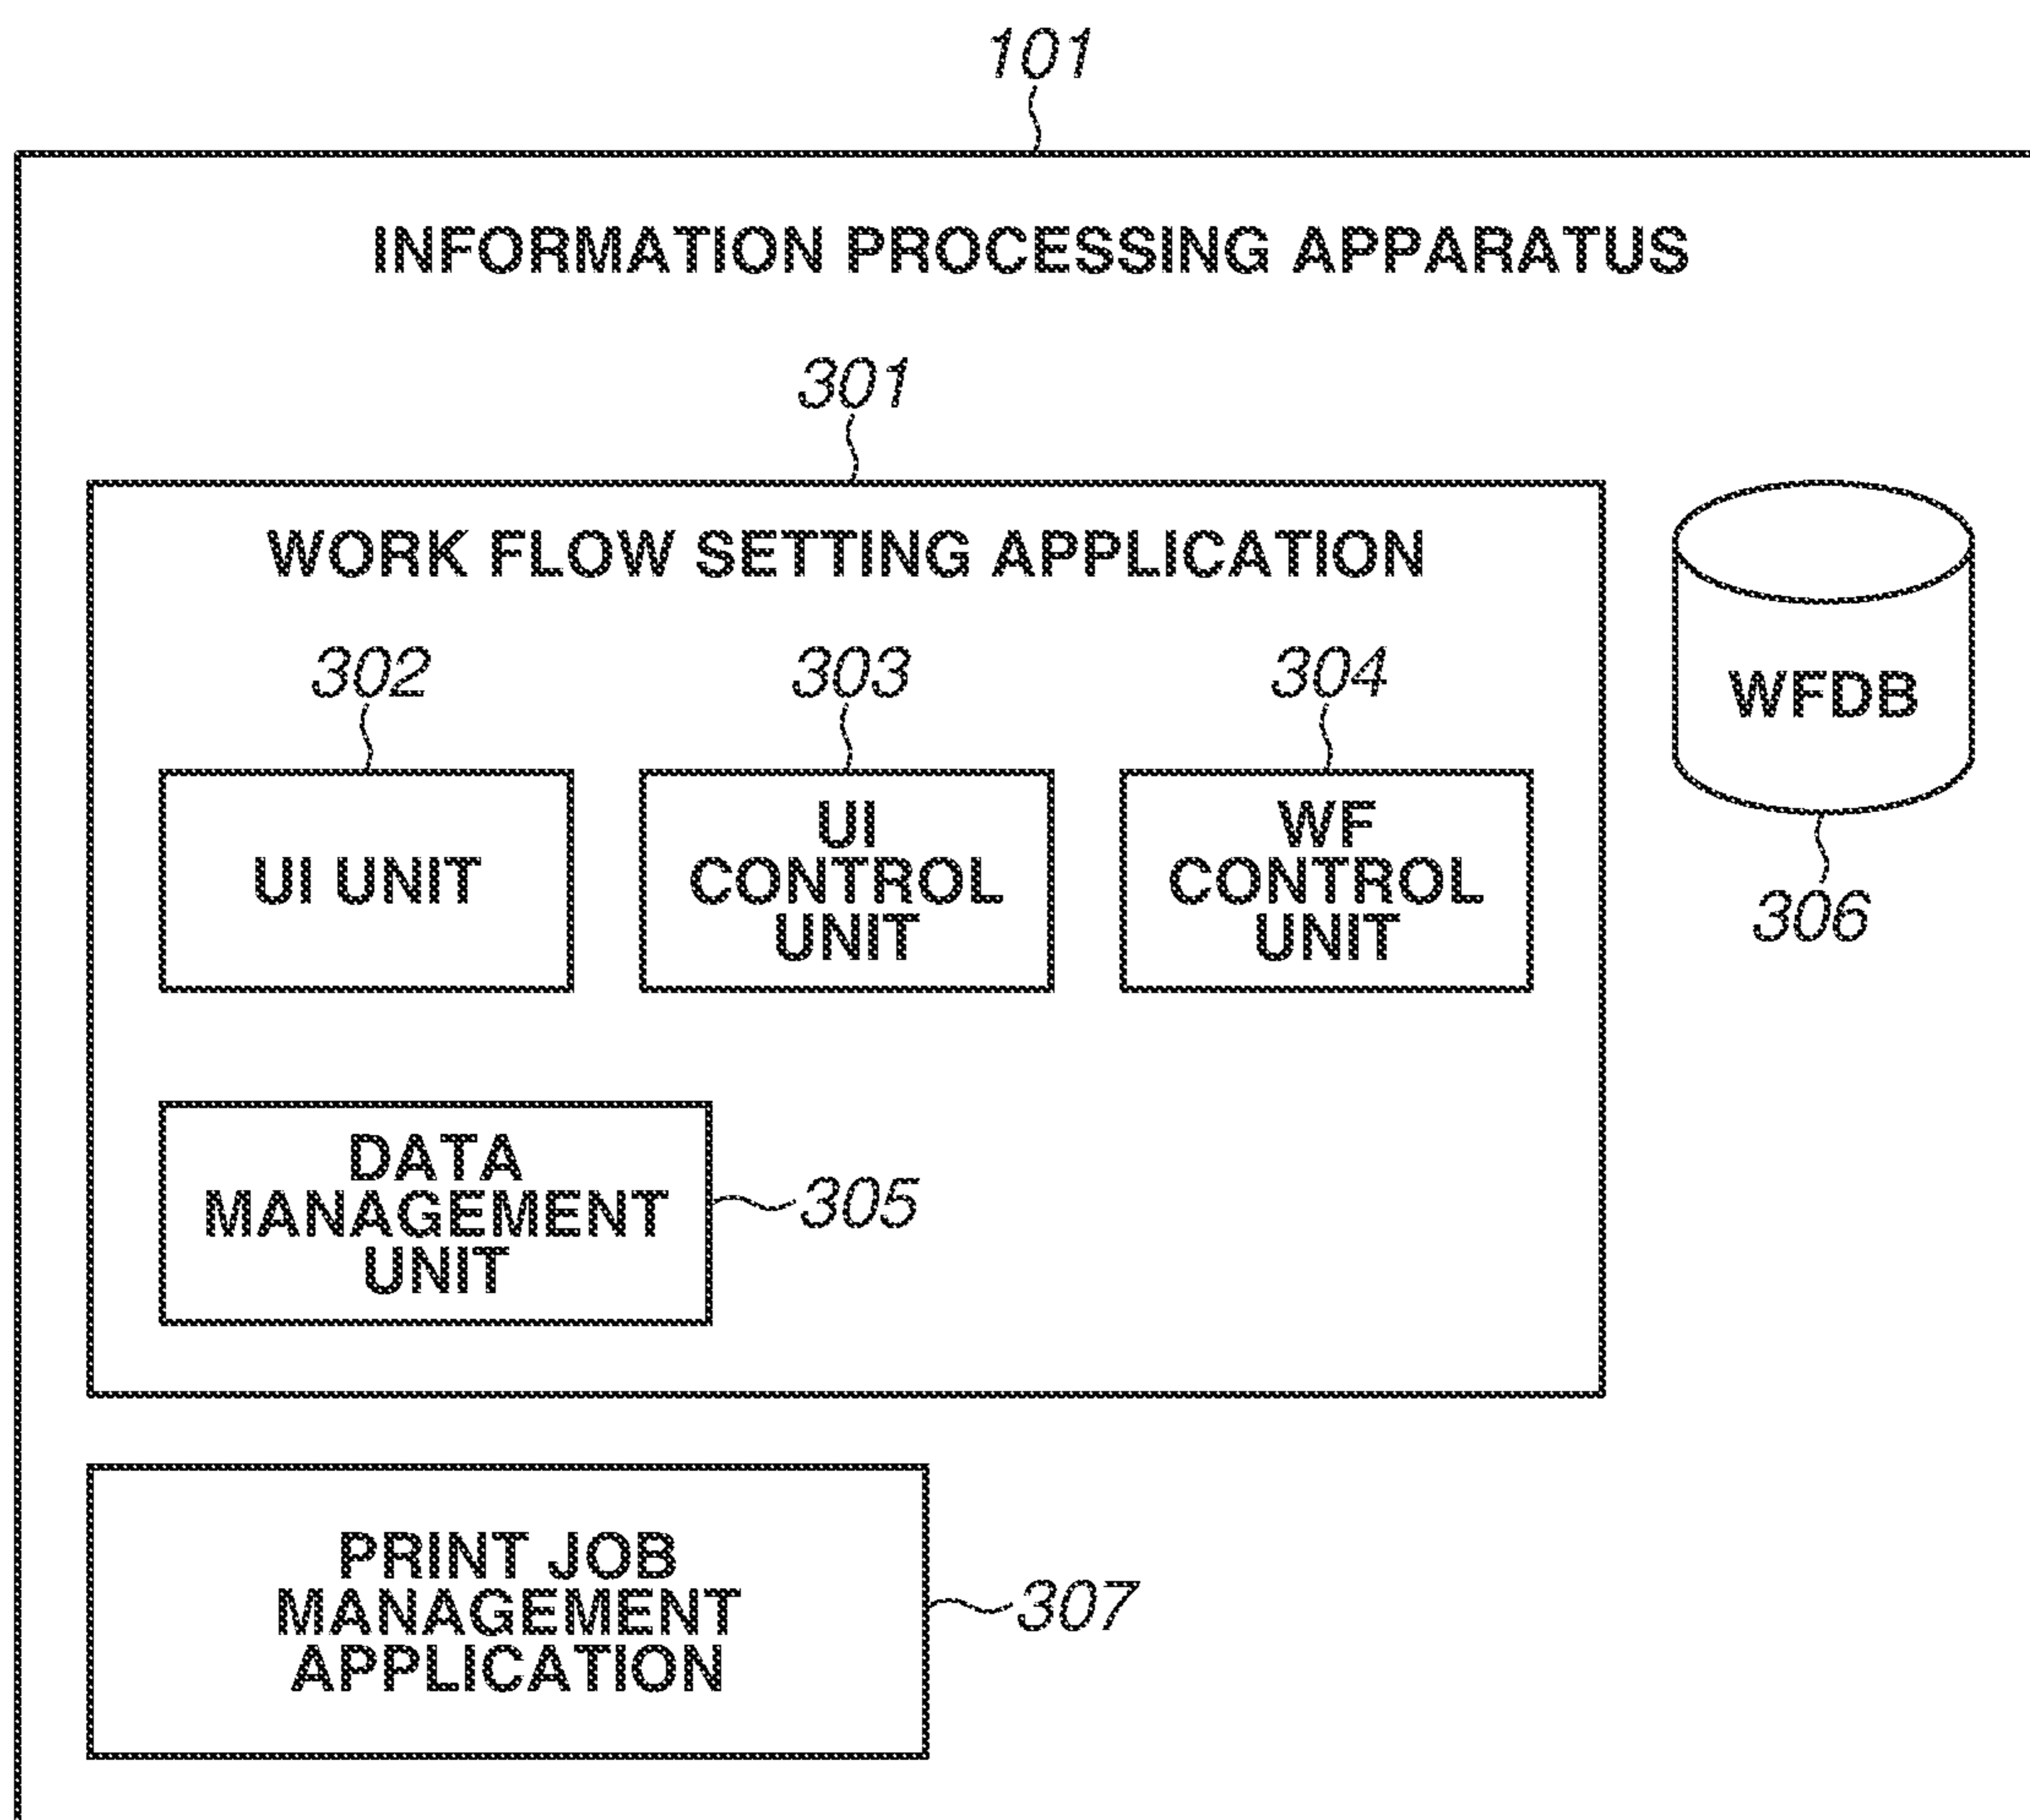 101
INFORMATION PROCESSING APPARATUS
301
WORK FLOW SETTING APPLICATION
302
303
304
WFDB
UI UNIT
UI
CONTROL
UNIT
WF
CONTROL
UNIT
306
DATA
MANAGEMENT
UNIT
305
PRINT JOB
MANAGEMENT
APPLICATION
307